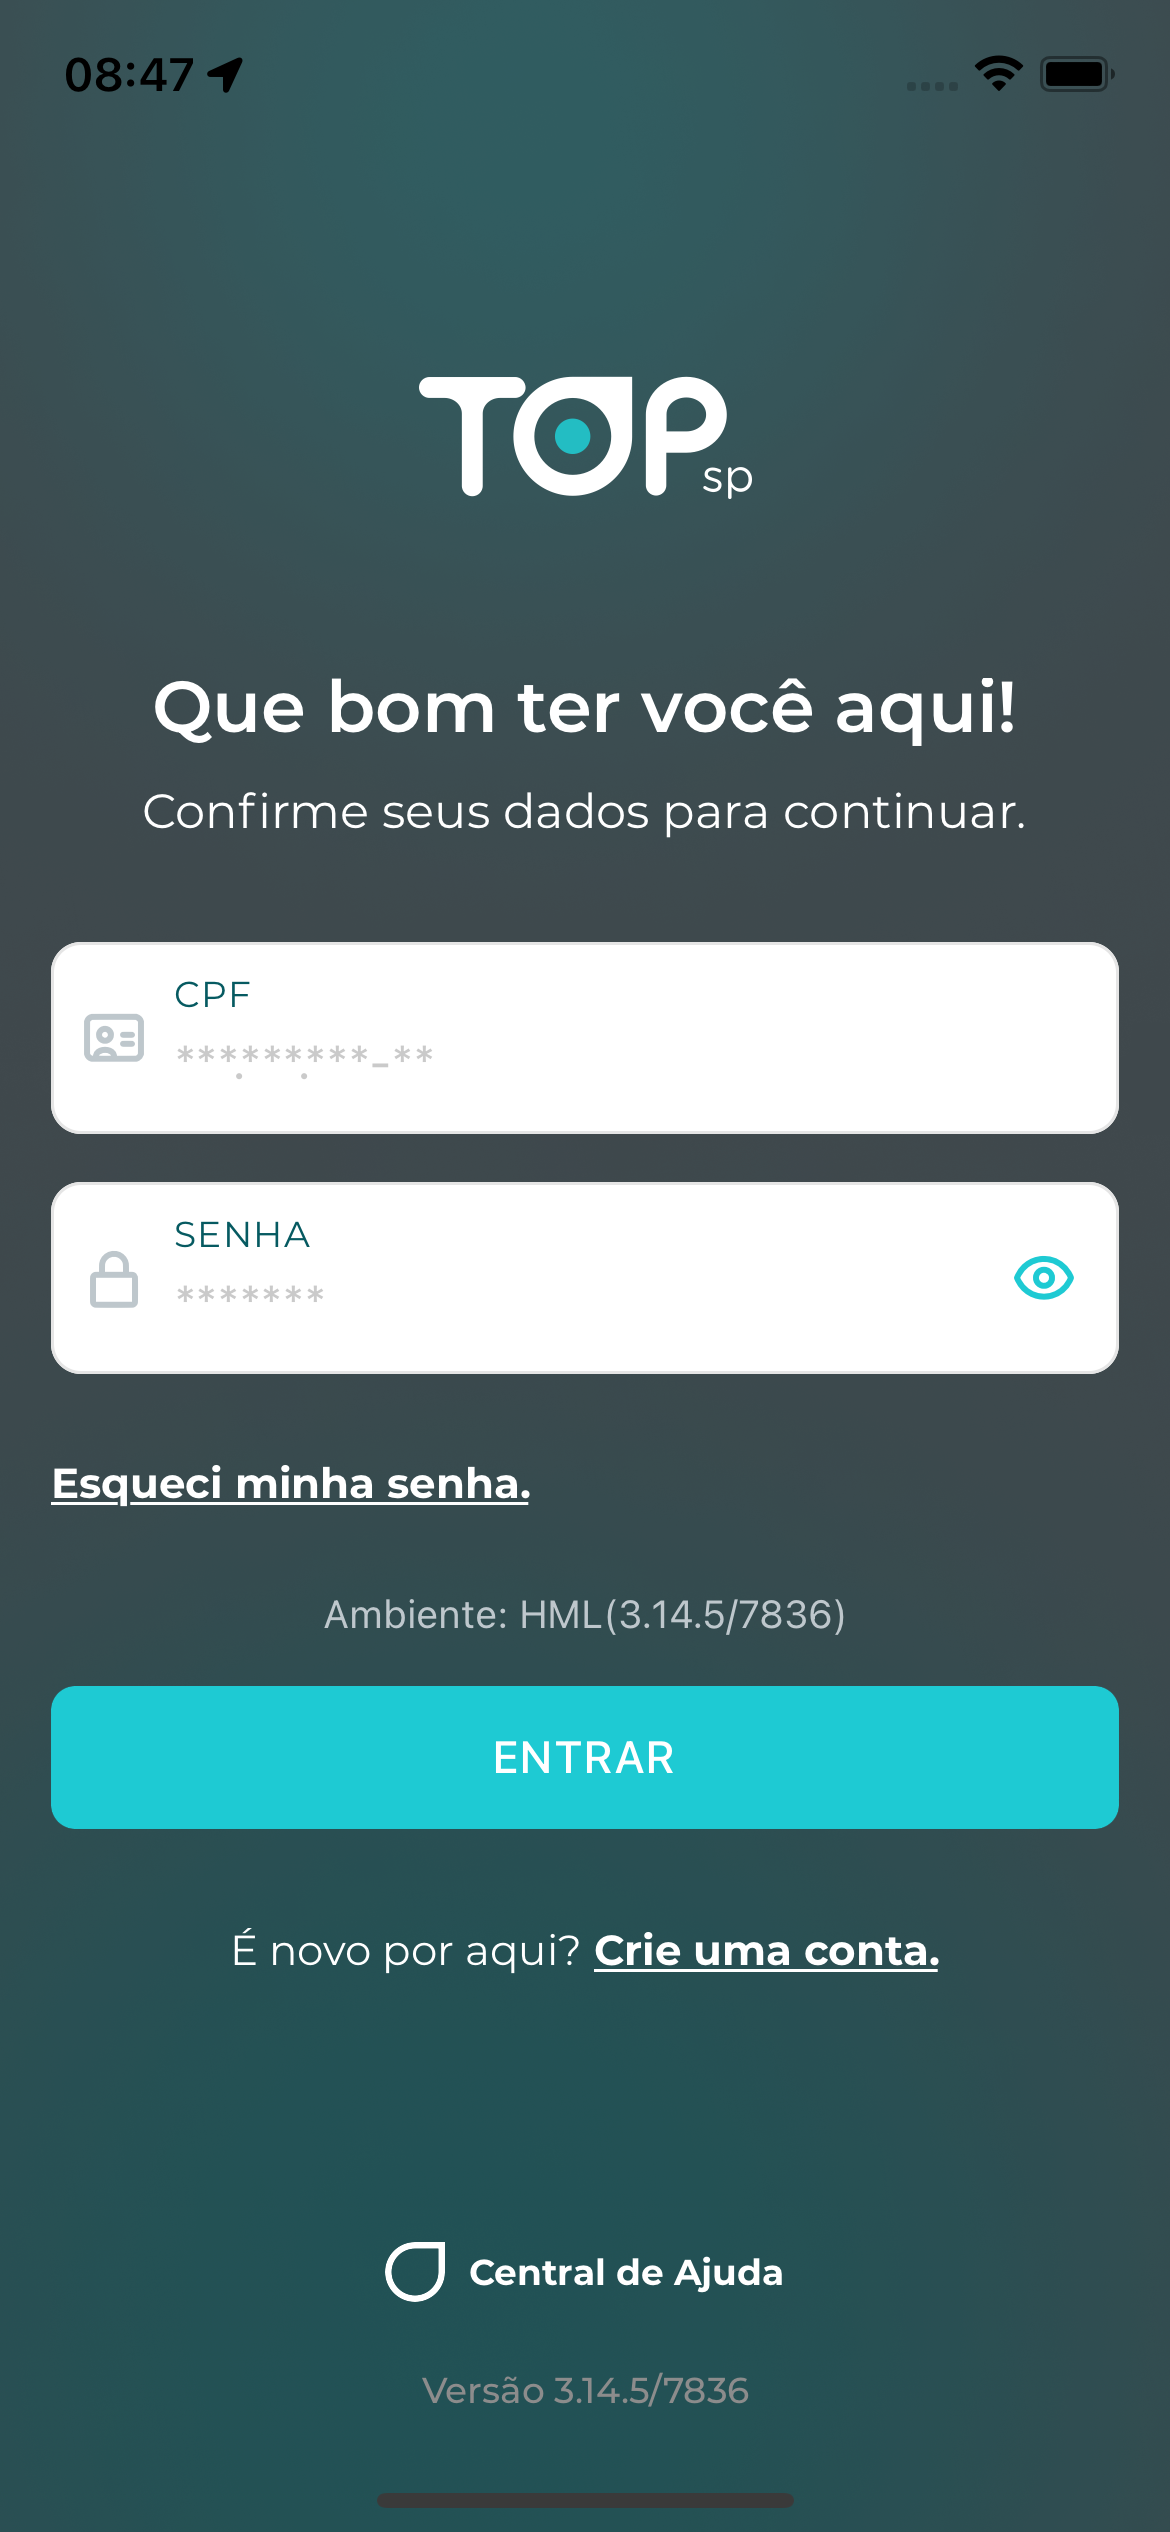 08:47
TOP
sp
Que bom ter você aqui!
Confirme seus dados para continuar.
CPF
***.***.***-**
SENHA
*******
Esqueci minha senha.
Ambiente: HML(3.14.5/7836)
ENTRAR
É novo por aqui? Crie uma conta.
Central de Ajuda
Versão 3.14.5/7836